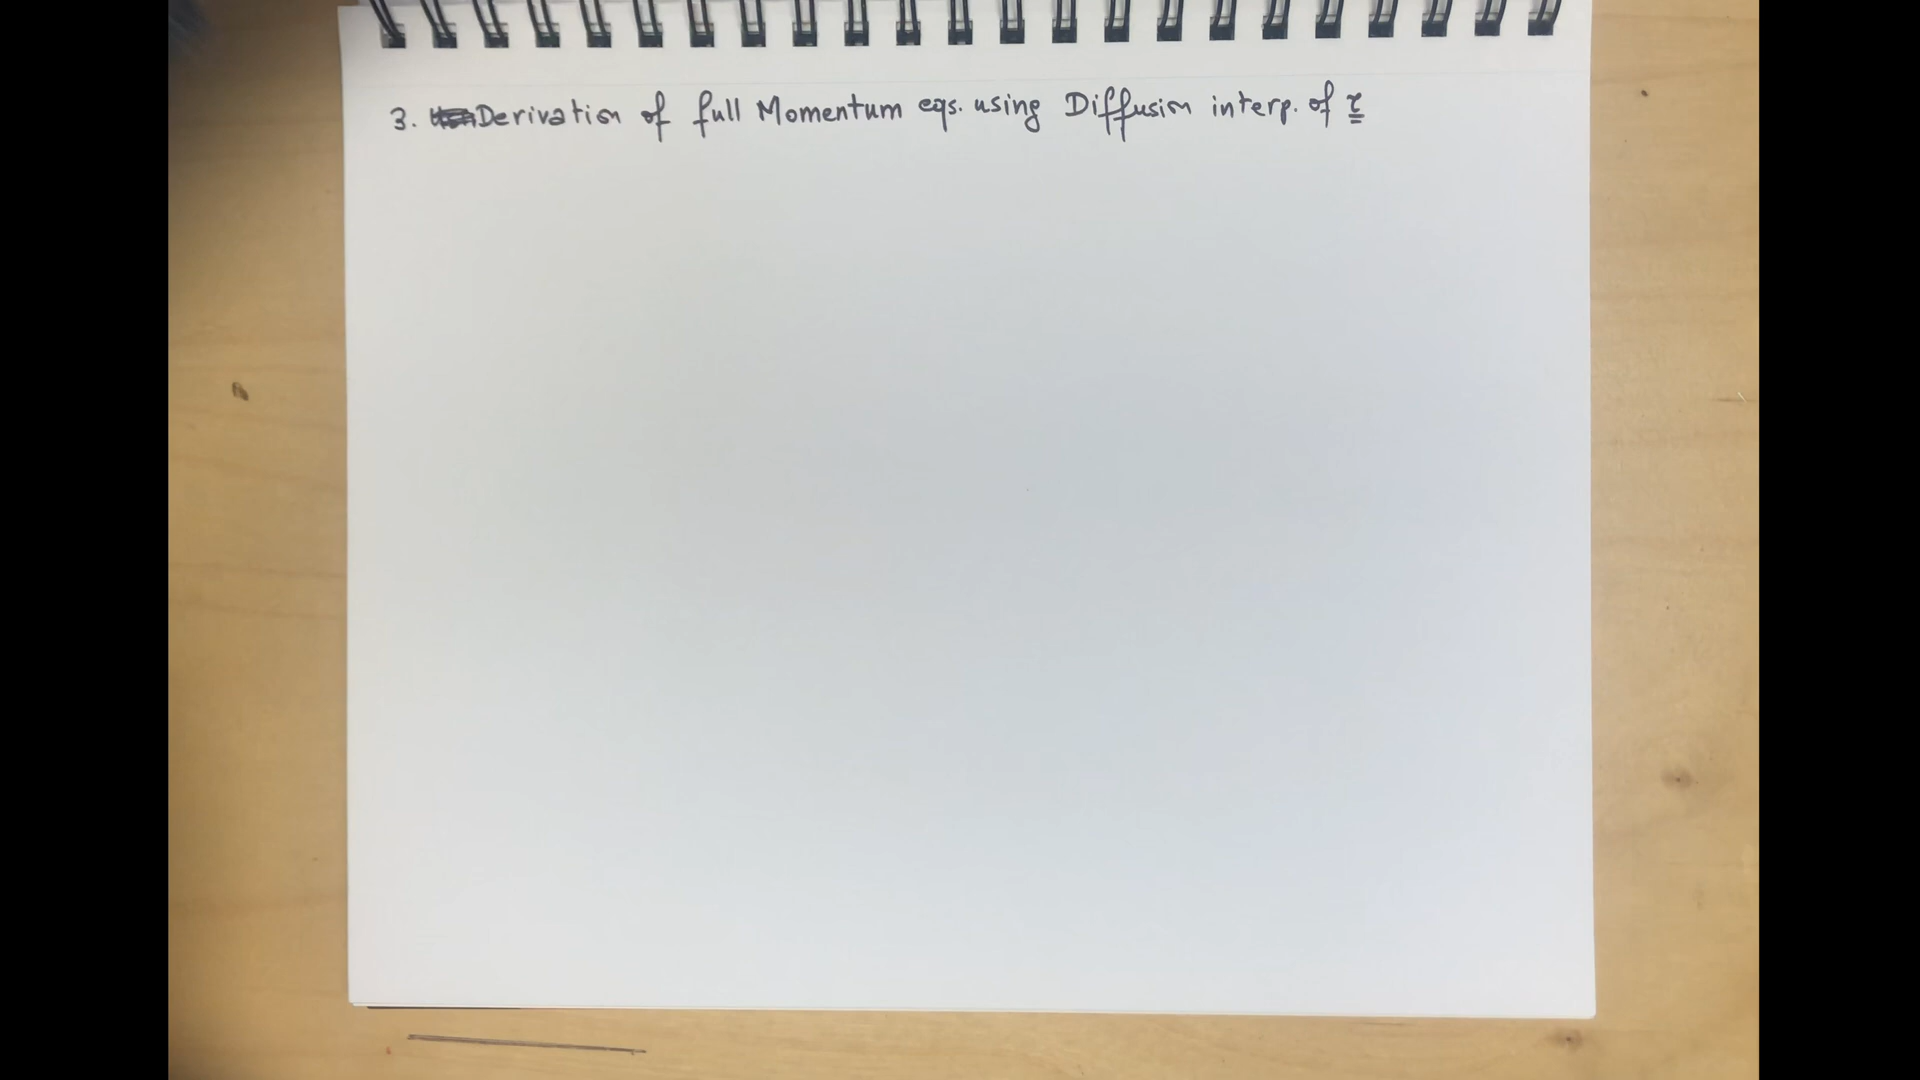 3. Derivation of full Momentum eqs. using Diffusion interp. of τ